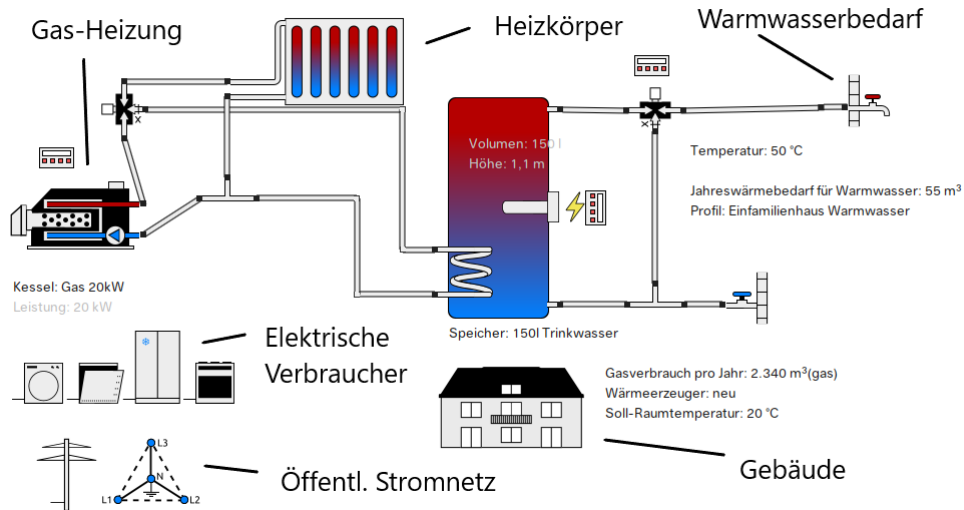 Gas-Heizung
Heizkörper
Warmwasserbedarf
Volumen: 150 l
Höhe: 1,1 m
Temperatur: 50 °C
Jahreswärmebedarf für Warmwasser: 55 m³
Profil: Einfamilienhaus Warmwasser
Kessel: Gas 20kW
Leistung: 20 kW
Speicher: 150l Trinkwasser
Elektrische
Verbraucher
Gasverbrauch pro Jahr: 2.340 m³(gas)
Wärmeerzeuger: neu
Soll-Raumtemperatur: 20 °C
L3
N
L1
L2
Öffentl. Stromnetz
Gebäude